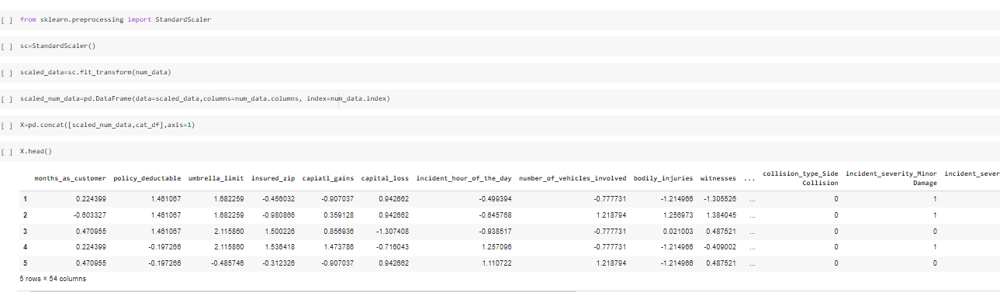 [ ] from sklearn.preprocessing import StandardScaler
[ ] sc=StandardScaler()
[ ] scaled_data=sc.fit_transform(num_data)
[ ] scaled_num_data=pd.DataFrame(data=scaled_data,columns=num_data.columns, index=num_data.index)
[ ] X=pd.concat([scaled_num_data,cat_df],axis=1)
[ ] X.head()
months_as_customer policy_deductable umbrella_limit insured_zip capiatl_gains capital_loss incident_hour_of_the_day number_of_vehicles_involved bodily_injuries witnesses ... collision_type_Side Collision incident_severity_Minor Damage incident_sever
1 0.224399 1.461067 1.682259 -0.456032 -0.907037 0.942662 -0.499394 -0.777731 -1.214966 -1.305526 ... 0 1
2 -0.603327 1.461067 1.682259 -0.980866 0.359128 0.942662 -0.645768 1.218794 1.256973 1.384045 ... 0 1
3 0.470955 1.461067 2.115860 1.500226 0.856936 -1.307408 -0.938517 -0.777731 0.021003 0.487521 ... 0 0
4 0.224399 -0.197266 2.115860 1.536418 1.473786 -0.716043 1.257096 -0.777731 -1.214966 -0.409002 ... 0 1
5 0.470955 -0.197266 -0.485746 -0.312326 -0.907037 0.942662 1.110722 1.218794 -1.214966 0.487521 ... 0 0
5 rows × 54 columns